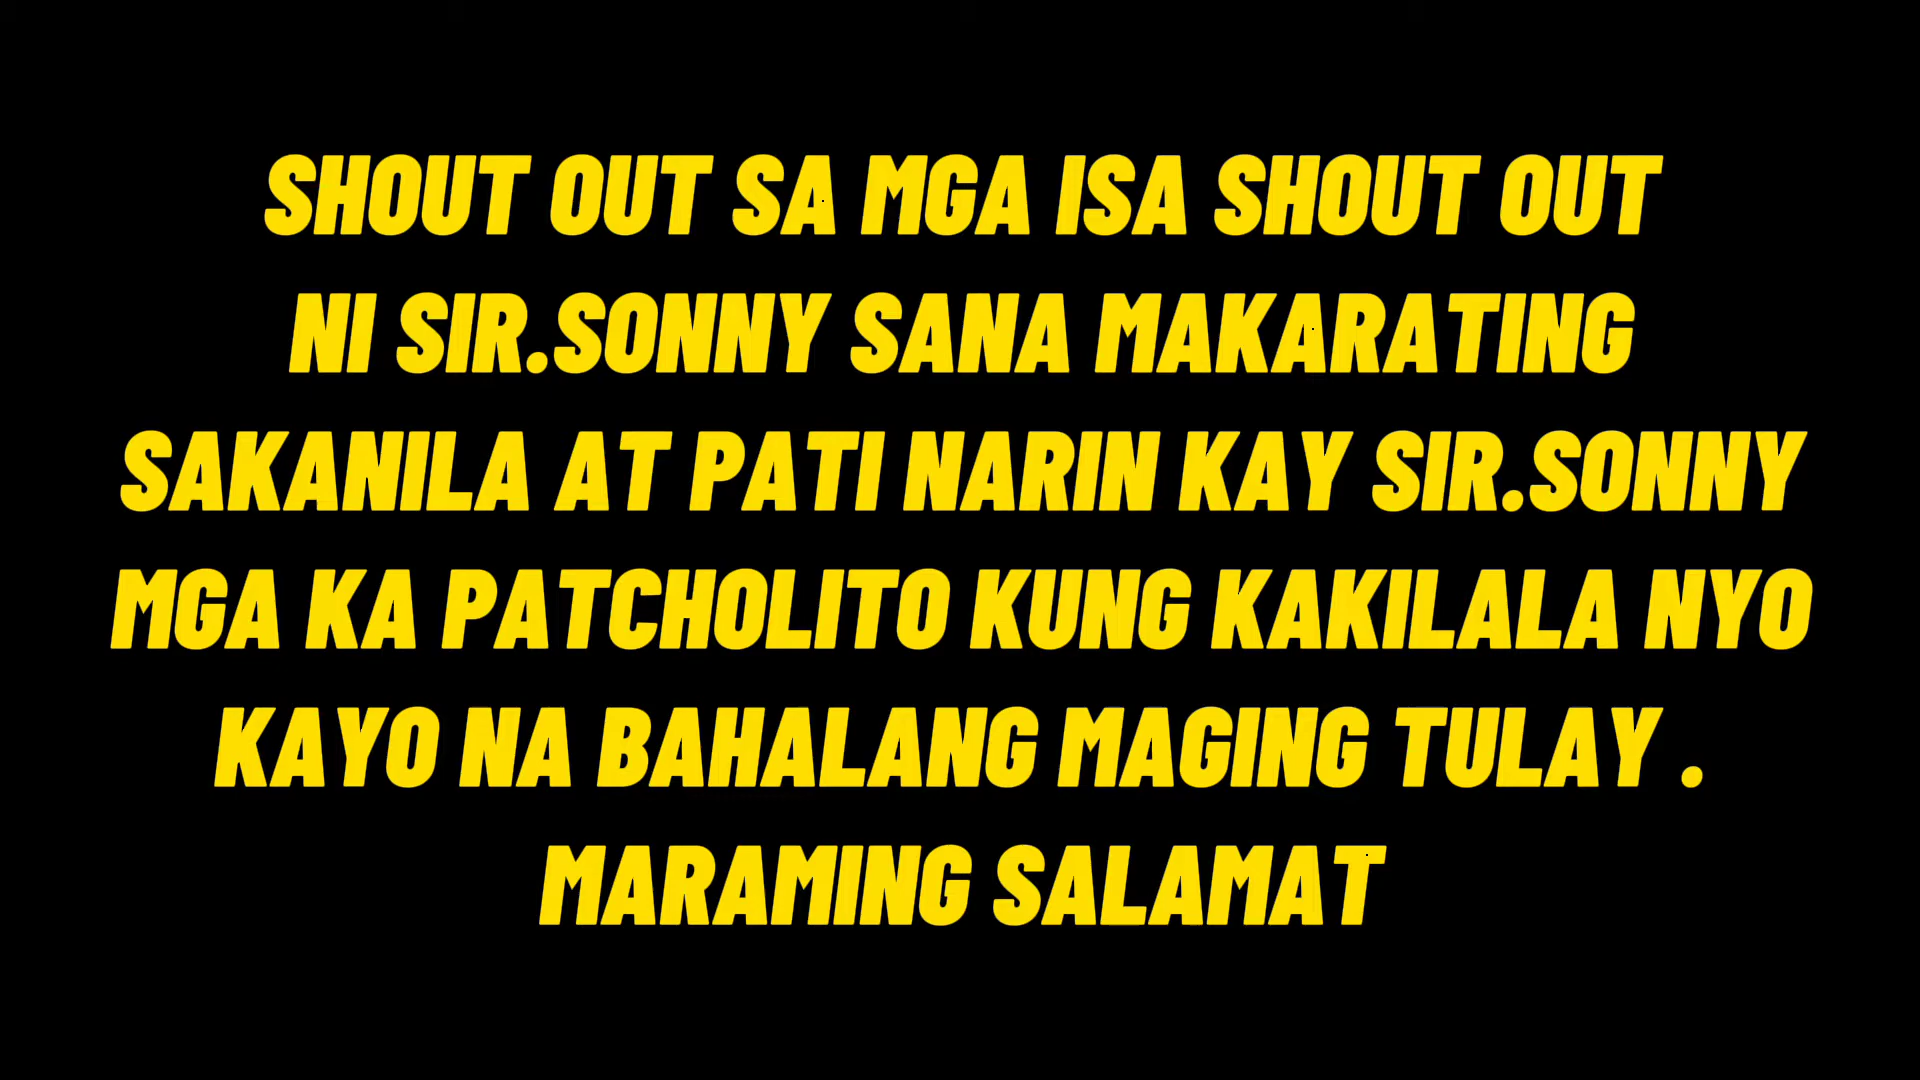 SHOUT OUT SA MGA ISA SHOUT OUT
NI SIR.SONNY SANA MAKARATING
SAKANILA AT PATI NARIN KAY SIR.SONNY
MGA KA PATCHOLITO KUNG KAKILALA NYO
KAYO NA BAHALANG MAGING TULAY .
MARAMING SALAMAT